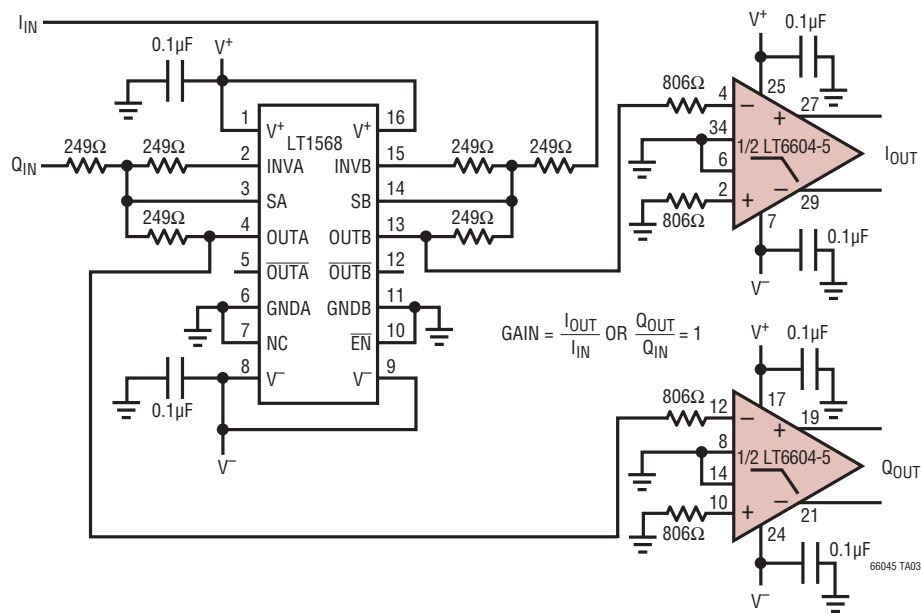 I_IN
0.1µF
V⁺
1
V⁺
V⁺
16
LT1568
249Ω
249Ω
2
INVA
INVB
15
249Ω
249Ω
Q_IN
3
SA
SB
14
249Ω
4
OUTA
OUTB
13
249Ω
5
O̅U̅T̅A̅
O̅U̅T̅B̅
12
6
GNDA
GNDB
11
7
NC
E̅N̅
10
8
V⁻
V⁻
9
0.1µF
V⁻
V⁺
0.1µF
25
806Ω
4
−
+
27
34
1/2 LT6604-5
6
I_OUT
2
+
−
29
806Ω
7
0.1µF
V⁻
GAIN = I_OUT/I_IN OR Q_OUT/Q_IN = 1
V⁺
0.1µF
17
806Ω
12
−
+
19
8
1/2 LT6604-5
14
Q_OUT
10
+
−
21
806Ω
24
0.1µF
V⁻
66045 TA03